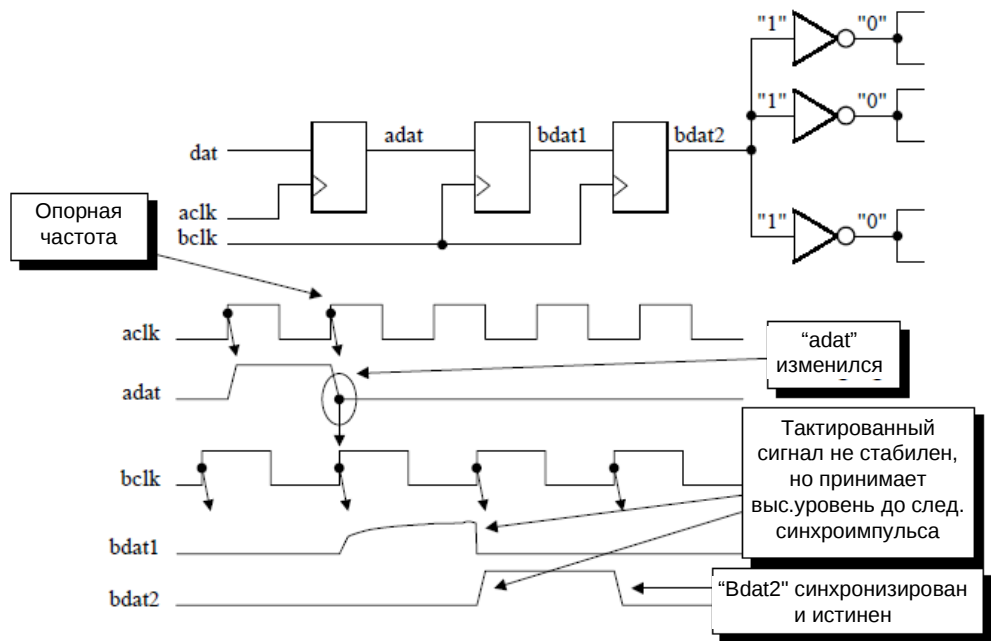 "1" "0"
"1" "0"
"1" "0"
dat
adat
bdat1
bdat2
aclk
bclk
Опорная
частота
aclk
adat
bclk
bdat1
bdat2
“adat”
изменился
Тактированный
сигнал не стабилен,
но принимает
выс.уровень до след.
синхроимпульса
“Bdat2" синхронизирован
и истинен